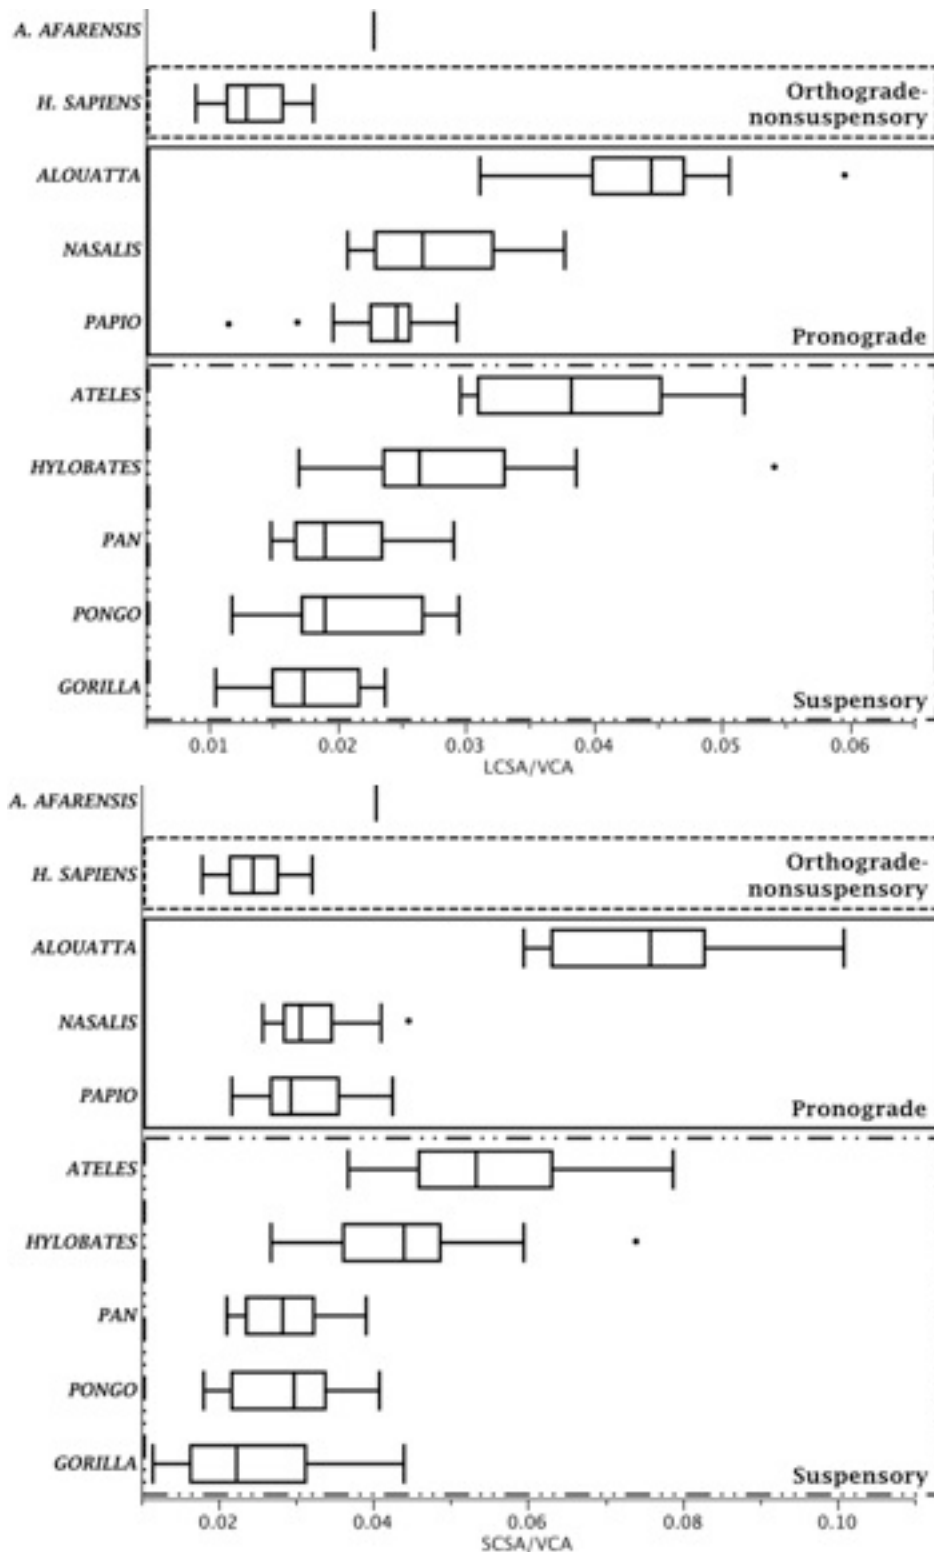 A. AFARENSIS
H. SAPIENS
Orthograde-
nonsuspensory
ALOUATTA
NASALIS
PAPIO
Pronograde
ATELES
HYLOBATES
PAN
PONGO
GORILLA
Suspensory
0.01 0.02 0.03 0.04 0.05 0.06
LCSA/VCA
A. AFARENSIS
H. SAPIENS
Orthograde-
nonsuspensory
ALOUATTA
NASALIS
PAPIO
Pronograde
ATELES
HYLOBATES
PAN
PONGO
GORILLA
Suspensory
0.02 0.04 0.06 0.08 0.10
SCSA/VCA